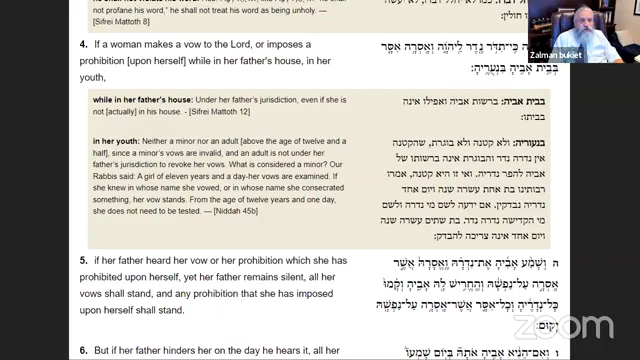 not profane his word," he shall not treat his word as being unholy. —
[Sifrei Mattoth 8]
חולין:
Zalman bukiet
4. If a woman makes a vow to the Lord, or imposes a
prohibition [upon herself] while in her father's house, in her
youth,
ד וְאִשָּׁה כִּי־תִדֹּר נֶדֶר לַיהֹוָה וְאָסְרָה אִסָּר
בְּבֵית אָבִיהָ בִּנְעֻרֶיהָ:
while in her father's house: Under her father's jurisdiction, even if she is
not [actually] in his house. - [Sifrei Mattoth 12]
בבית אביה: ברשות אביה ואפילו אינה
בביתו:
in her youth: Neither a minor nor an adult [above the age of twelve and a
half], since a minor's vows are invalid, and an adult is not under her
father's jurisdiction to revoke her vows. What is considered a minor? Our
Rabbis said: A girl of eleven years and a day-her vows are examined. If
she knew in whose name she vowed, or in whose name she consecrated
something, her vow stands. From the age of twelve years and one day,
she does not need to be tested. — [Niddah 45b]
בנעוריה: ולא קטנה ולא בוגרת, שהקטנה
אין נדרה נדר והבוגרת אינה ברשותו של
אביה להפר נדריה. ואי זו היא קטנה, אמרו
רבותינו בת אחת עשרה שנה ויום אחד
נדריה נבדקין. אם ידעה לשם מי נדרה ולשם
מי הקדישה נדרה נדר. בת שתים עשרה שנה
ויום אחד אינה צריכה להבדק:
5. if her father heard her vow or her prohibition which she has
prohibited upon herself, yet her father remains silent, all her
vows shall stand, and any prohibition that she has imposed
upon herself shall stand.
ה וְשָׁמַע אָבִיהָ אֶת־נִדְרָהּ וֶאֱסָרָהּ אֲשֶׁר
אָסְרָה עַל־נַפְשָׁהּ וְהֶחֱרִישׁ לָהּ אָבִיהָ וְקָמוּ
כָּל־נְדָרֶיהָ וְכָל־אִסָּר אֲשֶׁר־אָסְרָה עַל־נַפְשָׁהּ
יָקוּם:
zoom
6. But if her father hinders her on the day he hears it, all her
ו וְאִם־הֵנִיא אָבִיהָ אֹתָהּ בְּיוֹם שָׁמְעוֹ